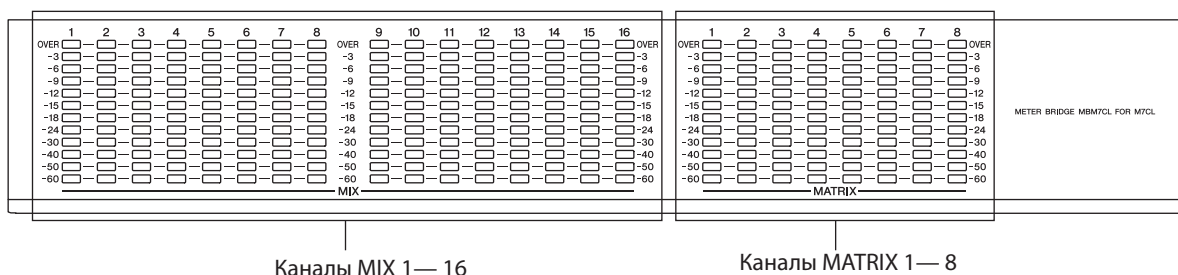 1 2 3 4 5 6 7 8 9 10 11 12 13 14 15 16 1 2 3 4 5 6 7 8
OVER OVER OVER OVER OVER
-3 -3 -3 -3 -3
-6 -6 -6 -6 -6
-9 -9 -9 -9 -9
-12 -12 -12 -12 -12
-15 -15 -15 -15 -15
-18 -18 -18 -18 -18 METER BRIDGE MBM7CL FOR M7CL
-24 -24 -24 -24 -24
-30 -30 -30 -30 -30
-40 -40 -40 -40 -40
-50 -50 -50 -50 -50
-60 -60 -60 -60 -60
MIX MATRIX
Каналы MIX 1— 16 Каналы MATRIX 1— 8